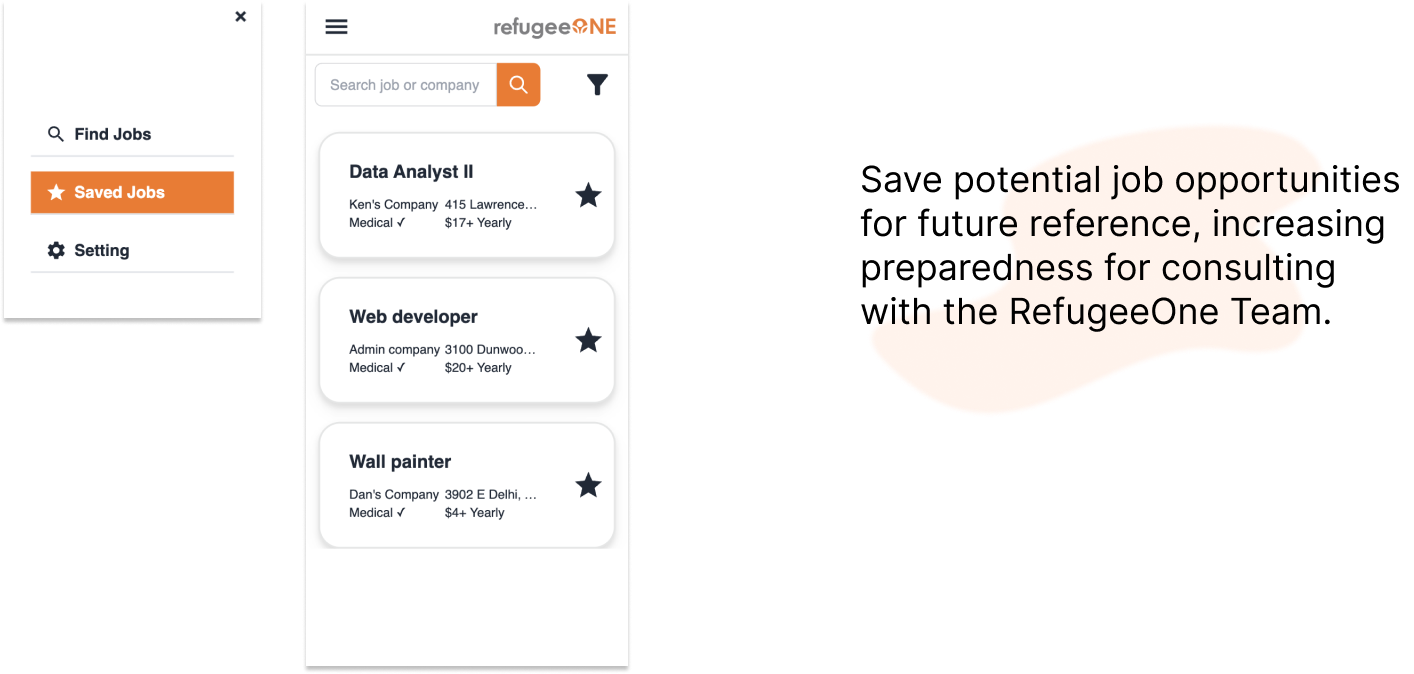 Find Jobs
Saved Jobs
Setting
refugeeONE
Search job or company
Data Analyst II
Ken's Company 415 Lawrence...
Medical ✓ $17+ Yearly
Web developer
Admin company 3100 Dunwoo...
Medical ✓ $20+ Yearly
Wall painter
Dan's Company 3902 E Delhi, ...
Medical ✓ $4+ Yearly
Save potential job opportunities
for future reference, increasing
preparedness for consulting
with the RefugeeOne Team.